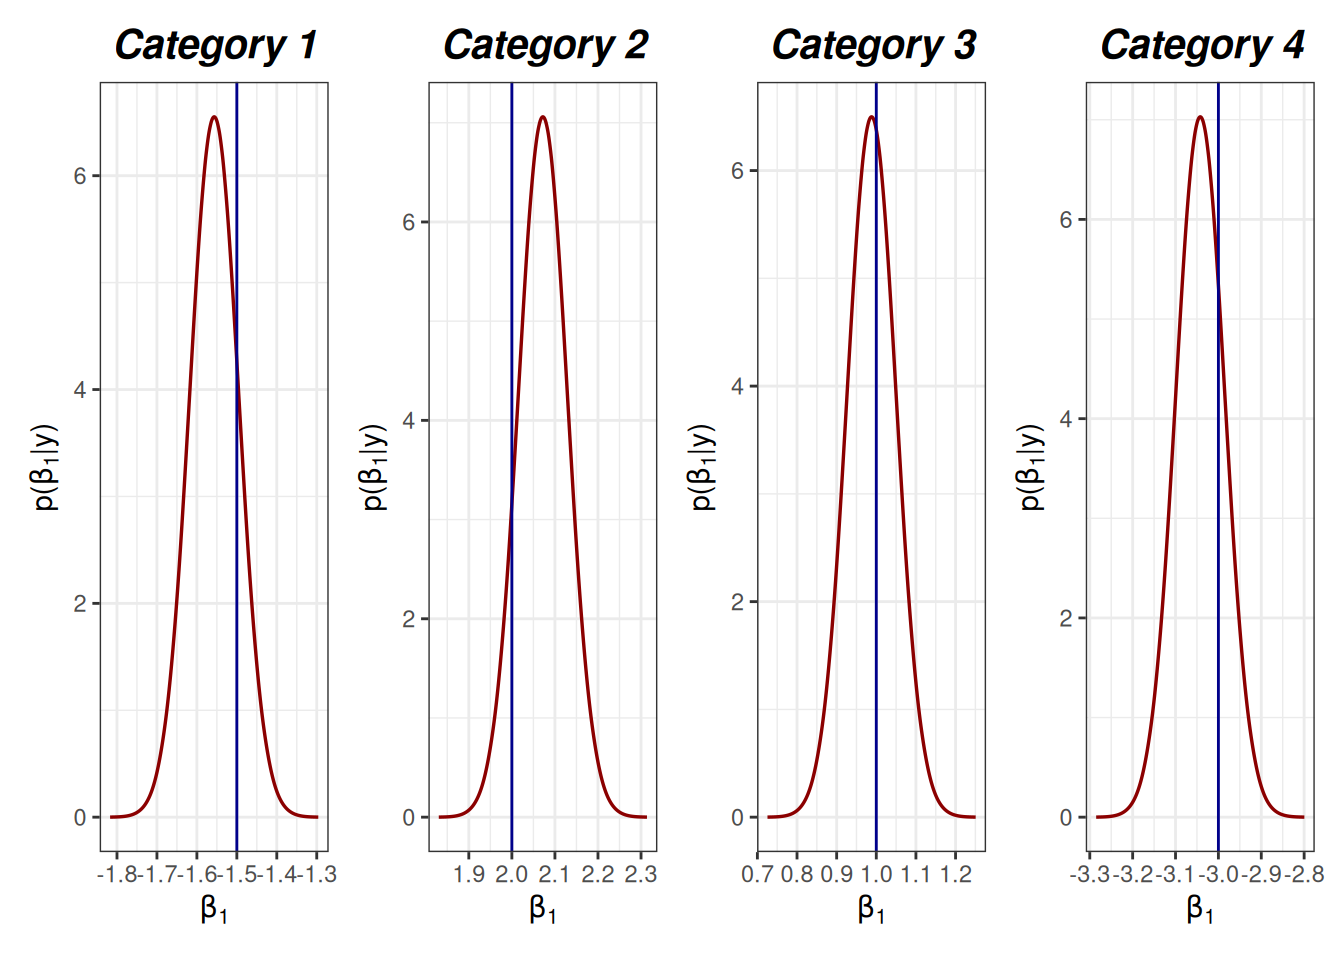 Category 1
Category 2
Category 3
Category 4
p(β₁|y)
6
4
2
0
-1.8 -1.7 -1.6 -1.5 -1.4 -1.3
β₁
p(β₁|y)
6
4
2
0
1.9 2.0 2.1 2.2 2.3
β₁
p(β₁|y)
6
4
2
0
0.7 0.8 0.9 1.0 1.1 1.2
β₁
p(β₁|y)
6
4
2
0
-3.3 -3.2 -3.1 -3.0 -2.9 -2.8
β₁